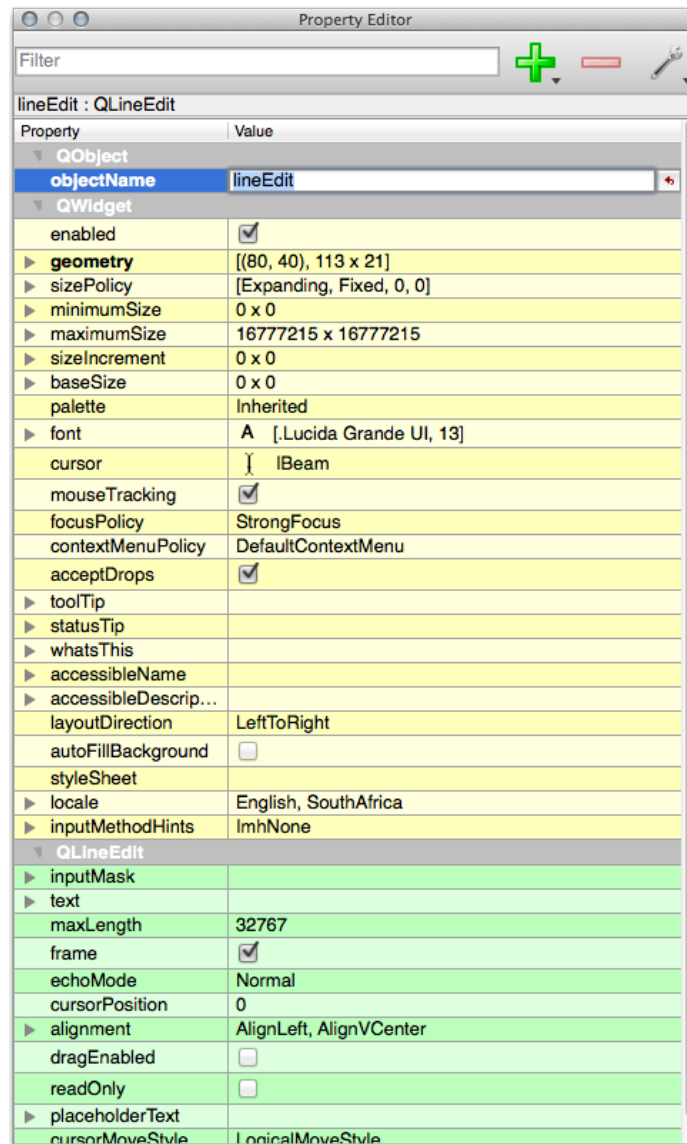 Property Editor
Filter
lineEdit : QLineEdit
Property Value
QObject
objectName lineEdit
QWidget
enabled
geometry [(80, 40), 113 x 21]
sizePolicy [Expanding, Fixed, 0, 0]
minimumSize 0 x 0
maximumSize 16777215 x 16777215
sizeIncrement 0 x 0
baseSize 0 x 0
palette Inherited
font A [.Lucida Grande UI, 13]
cursor IBeam
mouseTracking
focusPolicy StrongFocus
contextMenuPolicy DefaultContextMenu
acceptDrops
toolTip
statusTip
whatsThis
accessibleName
accessibleDescrip...
layoutDirection LeftToRight
autoFillBackground
styleSheet
locale English, SouthAfrica
inputMethodHints ImhNone
QLineEdit
inputMask
text
maxLength 32767
frame
echoMode Normal
cursorPosition 0
alignment AlignLeft, AlignVCenter
dragEnabled
readOnly
placeholderText
cursorMoveStyle LogicalMoveStyle